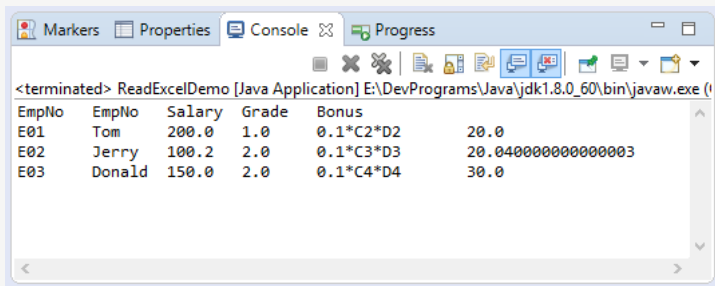 Markers Properties Console Progress
<terminated> ReadExcelDemo [Java Application] E:\DevPrograms\Java\jdk1.8.0_60\bin\javaw.exe (
EmpNo EmpNo Salary Grade Bonus
E01 Tom 200.0 1.0 0.1*C2*D2 20.0
E02 Jerry 100.2 2.0 0.1*C3*D3 20.040000000000003
E03 Donald 150.0 2.0 0.1*C4*D4 30.0